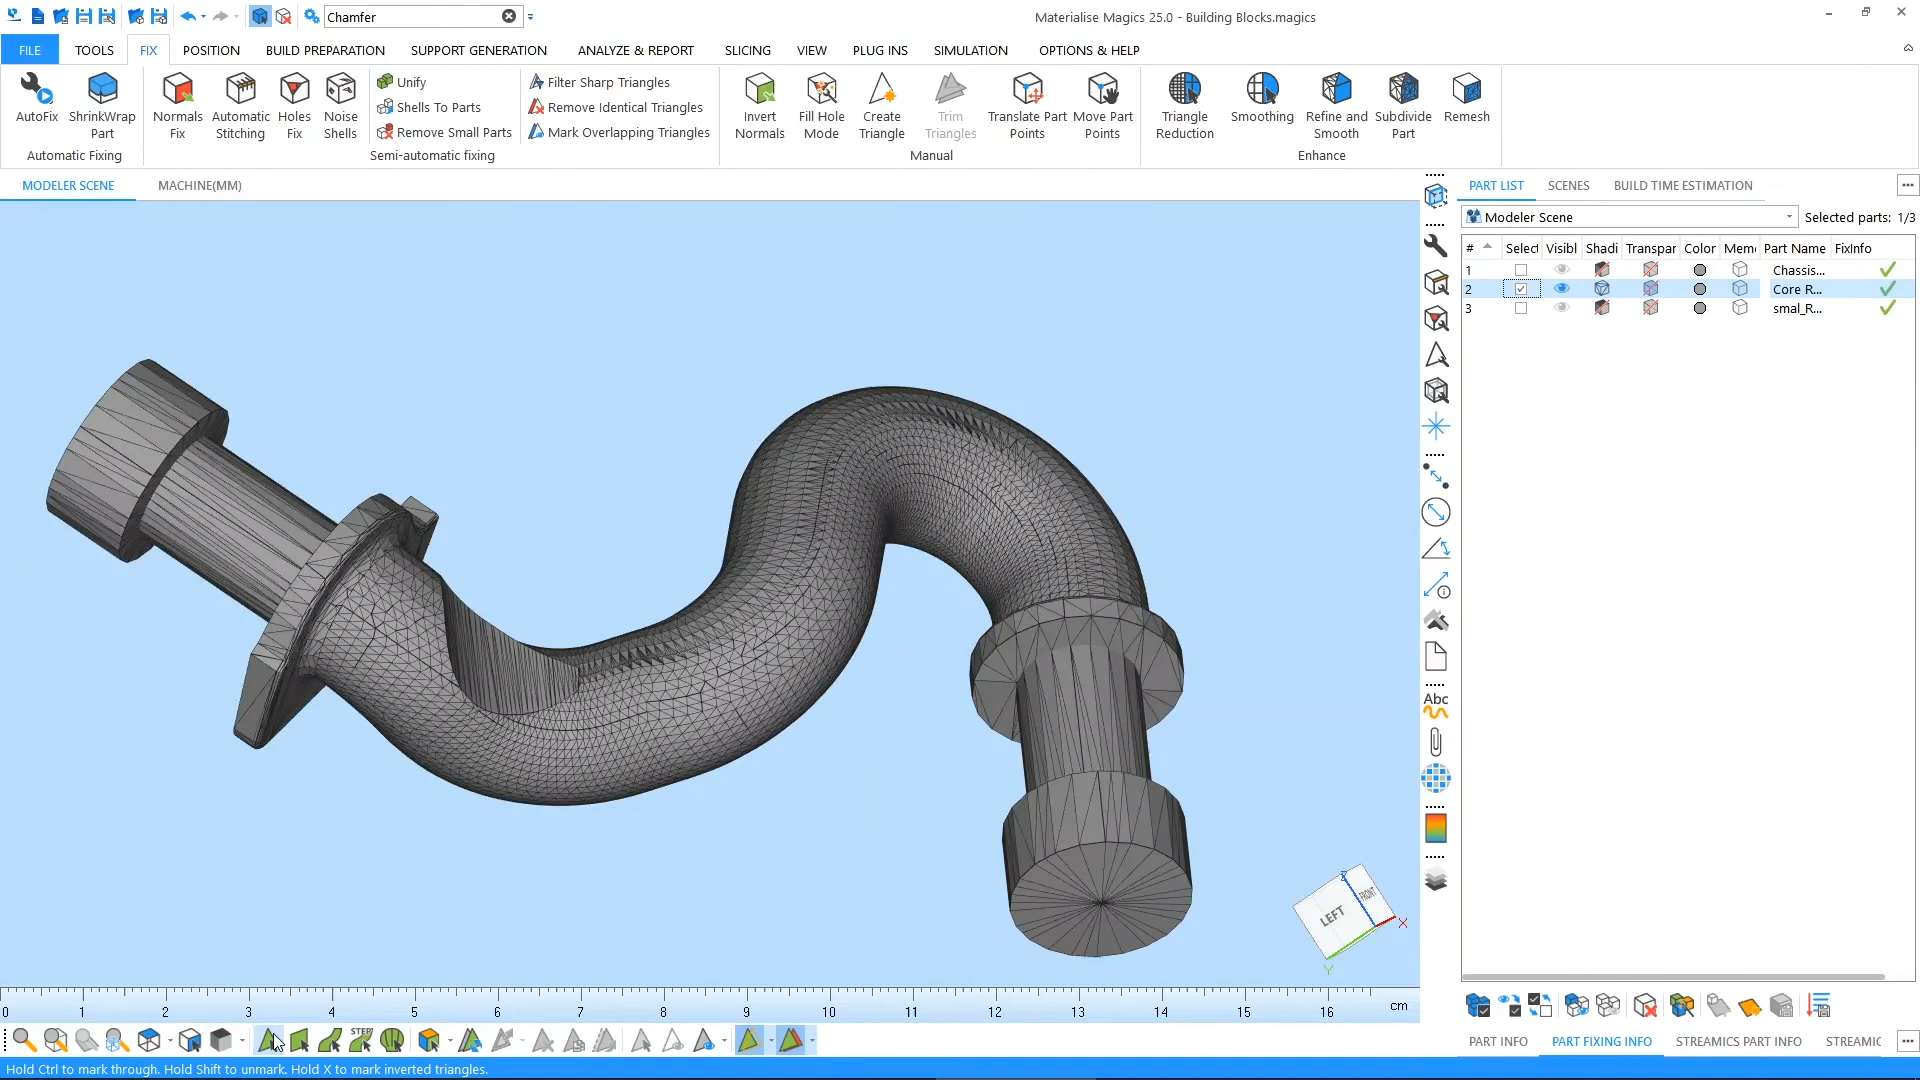 Chamfer
Materialise Magics 25.0 - Building Blocks.magics
FILE TOOLS FIX POSITION BUILD PREPARATION SUPPORT GENERATION ANALYZE & REPORT SLICING VIEW PLUG INS SIMULATION OPTIONS & HELP
AutoFix
ShrinkWrap Part
Automatic Fixing
Normals Fix
Automatic Stitching
Holes Fix
Noise Shells
Unify
Shells To Parts
Remove Small Parts
Filter Sharp Triangles
Remove Identical Triangles
Mark Overlapping Triangles
Semi-automatic fixing
Invert Normals
Fill Hole Mode
Create Triangle
Trim Triangles
Translate Part Points
Move Part Points
Manual
Triangle Reduction
Smoothing
Refine and Smooth
Subdivide Part
Remesh
Enhance
MODELER SCENE MACHINE(MM)
PART LIST SCENES BUILD TIME ESTIMATION
Modeler Scene Selected parts: 1/3
# Select Visibl Shadi Transpar Color Mem Part Name FixInfo
1 Chassis...
2 Core R...
3 smal_R...
Abc
LEFT FRONT
Z
X
Y
0 1 2 3 4 5 6 7 8 9 10 11 12 13 14 15 16 cm
STEP
PART INFO PART FIXING INFO STREAMICS PART INFO STREAMIC
Hold Ctrl to mark through. Hold Shift to unmark. Hold X to mark inverted triangles.